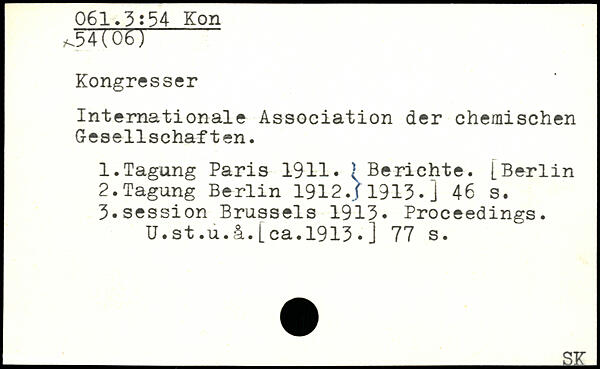 061.3:54 Kon
x54(06)
Kongresser
Internationale Association der chemischen
Gesellschaften.
1.Tagung Paris 1911. } Berichte. [Berlin
2.Tagung Berlin 1912.} 1913.] 46 s.
3.session Brussels 1913. Proceedings.
U.st.u.å.[ca.1913.] 77 s.
SK